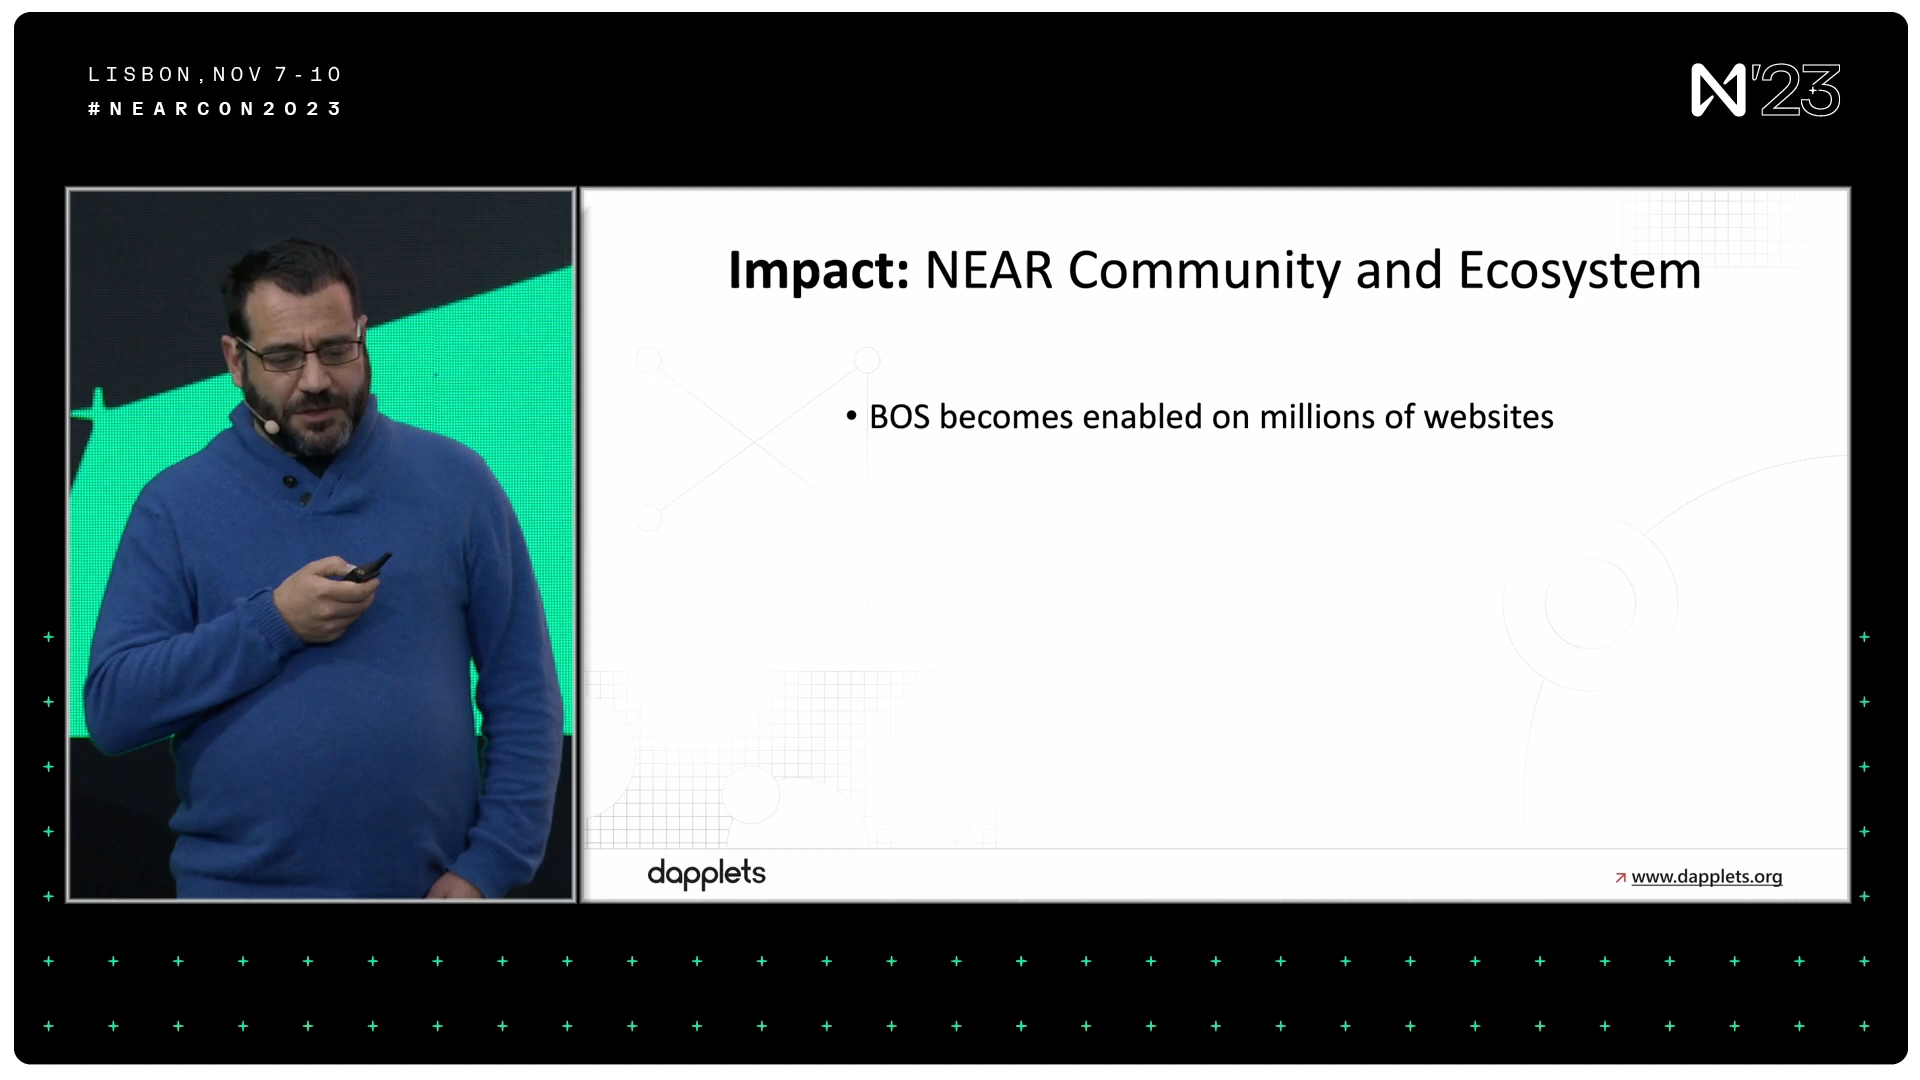 LISBON, NOV 7-10
#NEARCON2023
N'23
Impact: NEAR Community and Ecosystem
• BOS becomes enabled on millions of websites
dapplets
www.dapplets.org